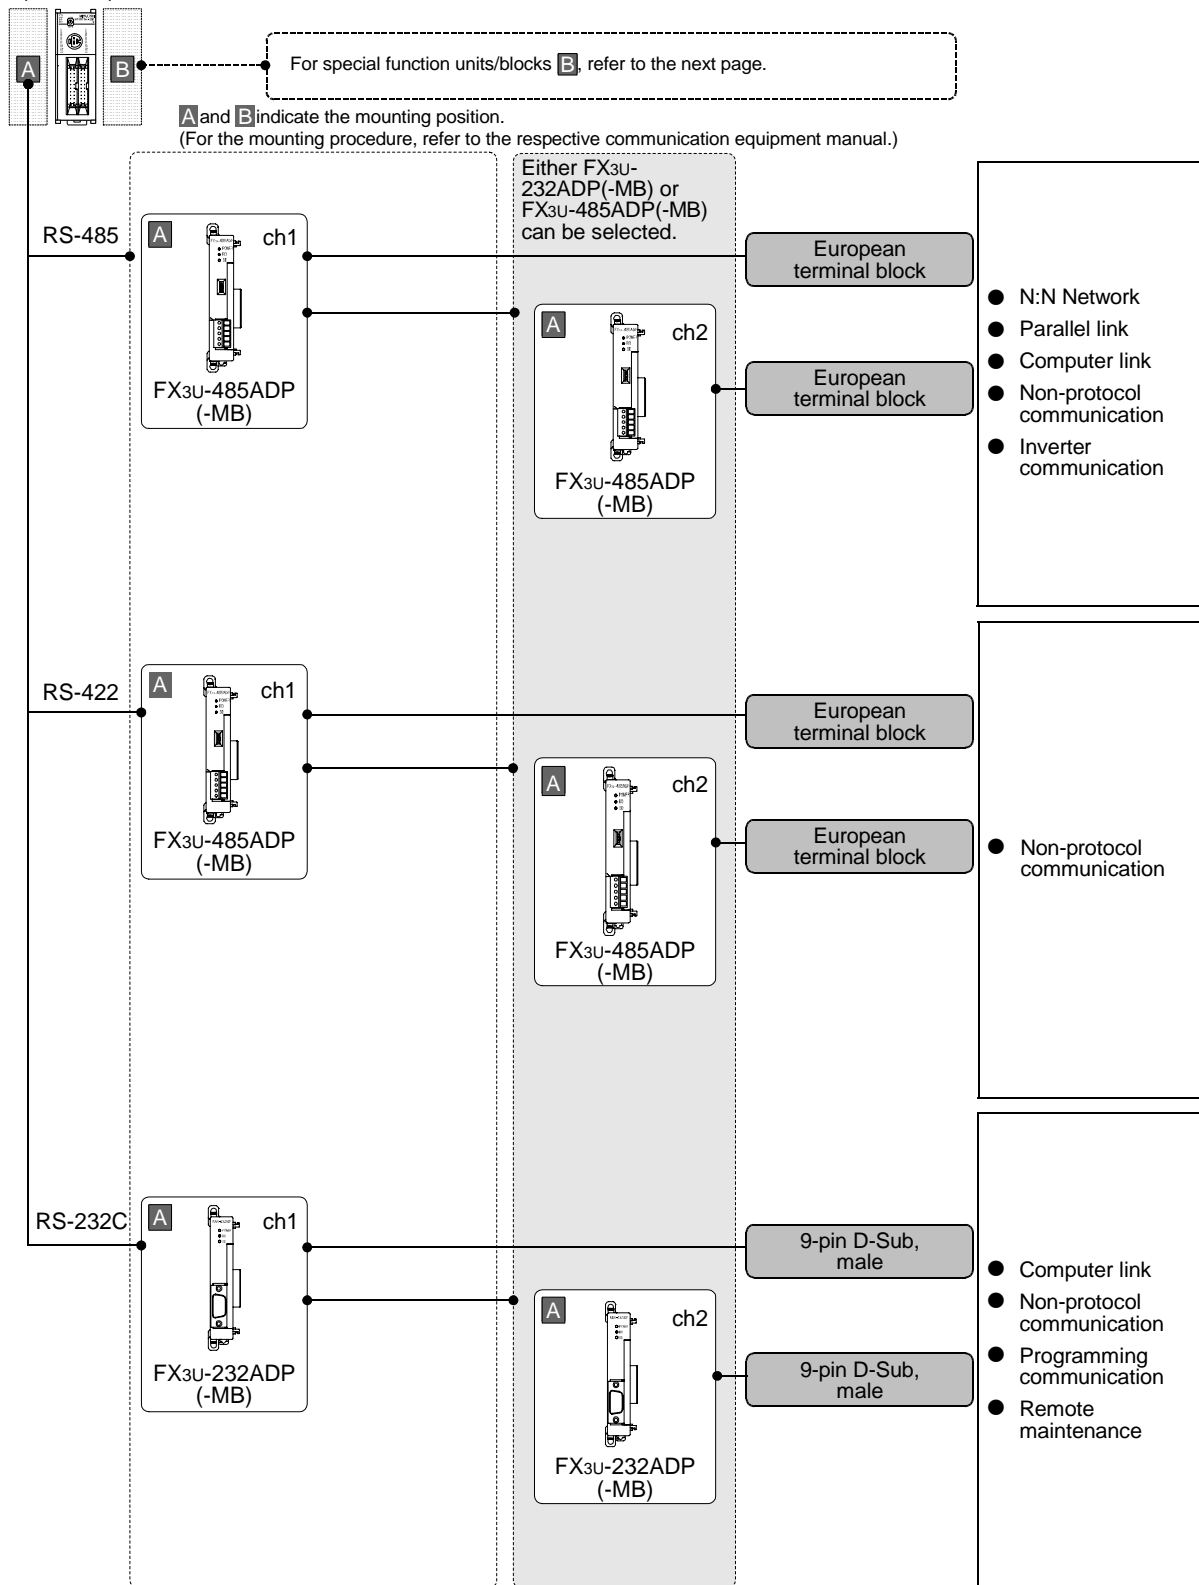 A
B
For special function units/blocks B, refer to the next page.
A and B indicate the mounting position.
(For the mounting procedure, refer to the respective communication equipment manual.)
Either FX3U-
232ADP(-MB) or
FX3U-485ADP(-MB)
can be selected.
RS-485
A
ch1
FX3U-485ADP
(-MB)
European
terminal block
A
ch2
FX3U-485ADP
(-MB)
European
terminal block
● N:N Network
● Parallel link
● Computer link
● Non-protocol
communication
● Inverter
communication
RS-422
A
ch1
FX3U-485ADP
(-MB)
European
terminal block
A
ch2
FX3U-485ADP
(-MB)
European
terminal block
● Non-protocol
communication
RS-232C
A
ch1
FX3U-232ADP
(-MB)
9-pin D-Sub,
male
A
ch2
FX3U-232ADP
(-MB)
9-pin D-Sub,
male
● Computer link
● Non-protocol
communication
● Programming
communication
● Remote
maintenance